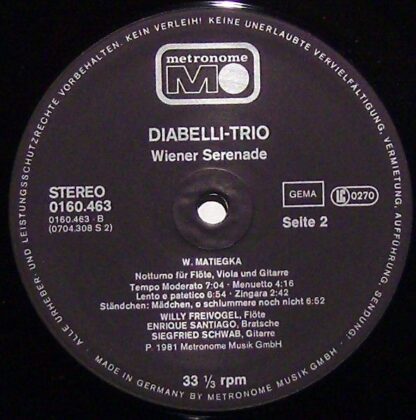 ALLE URHEBER UND LEISTUNGSSCHUTZRECHTE VORBEHALTEN. KEIN VERLEIH! KEINE UNERLAUBTE VERVIELFÄLTIGUNG, VERMIETUNG, AUFFÜHRUNG, SENDUNG!
metronome
M
DIABELLI-TRIO
Wiener Serenade
STEREO
0160.463
0160.463 - B
(0704.308 S 2)
GEMA
LC 0270
Seite 2
W. MATIEGKA
Notturno für Flöte, Viola und Gitarre
Tempo Moderato 7:04 · Menuetto 4:16
Lento e patetico 6:54 · Zingara 2:42
Ständchen: Mädchen, o schlummere noch nicht 6:52
WILLY FREIVOGEL, Flöte
ENRIQUE SANTIAGO, Bratsche
SIEGFRIED SCHWAB, Gitarre
P 1981 Metronome Musik GmbH
33 ⅓ rpm
MADE IN GERMANY BY METRONOME MUSIK GMBH ·